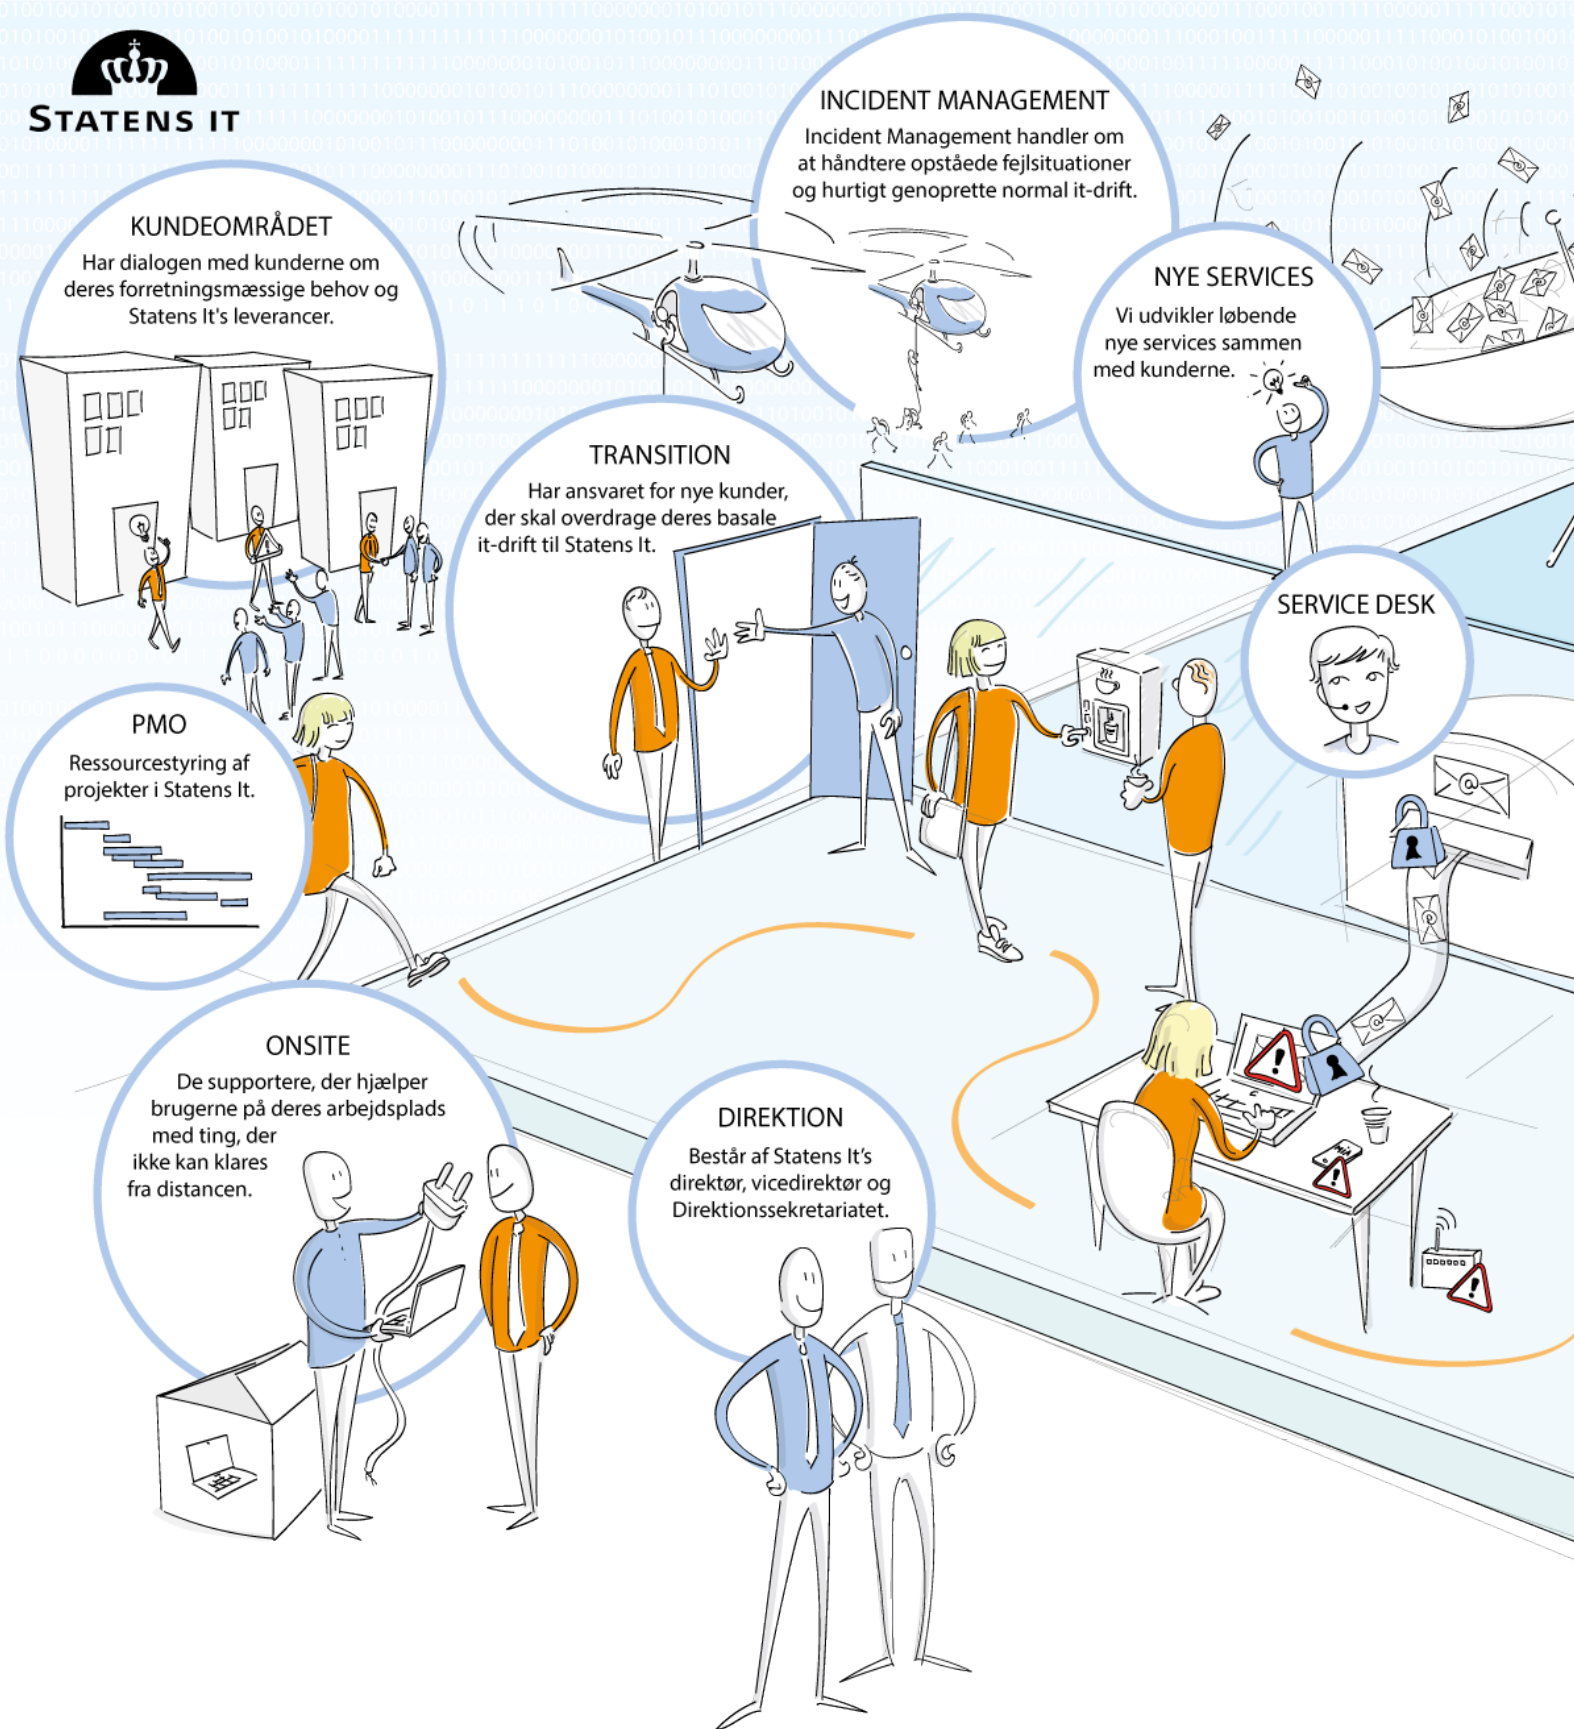 STATENS IT
INCIDENT MANAGEMENT
Incident Management handler om
at håndtere opståede fejlsituationer
og hurtigt genoprette normal it-drift.
KUNDEOMRÅDET
Har dialogen med kunderne om
deres forretningsmæssige behov og
Statens It's leverancer.
NYE SERVICES
Vi udvikler løbende
nye services sammen
med kunderne.
TRANSITION
Har ansvaret for nye kunder,
der skal overdrage deres basale
it-drift til Statens It.
SERVICE DESK
PMO
Ressourcestyring af
projekter i Statens It.
ONSITE
De supportere, der hjælper
brugerne på deres arbejdsplads
med ting, der
ikke kan klares
fra distancen.
DIREKTION
Består af Statens It’s
direktør, vicedirektør og
Direktionssekretariatet.
MIA